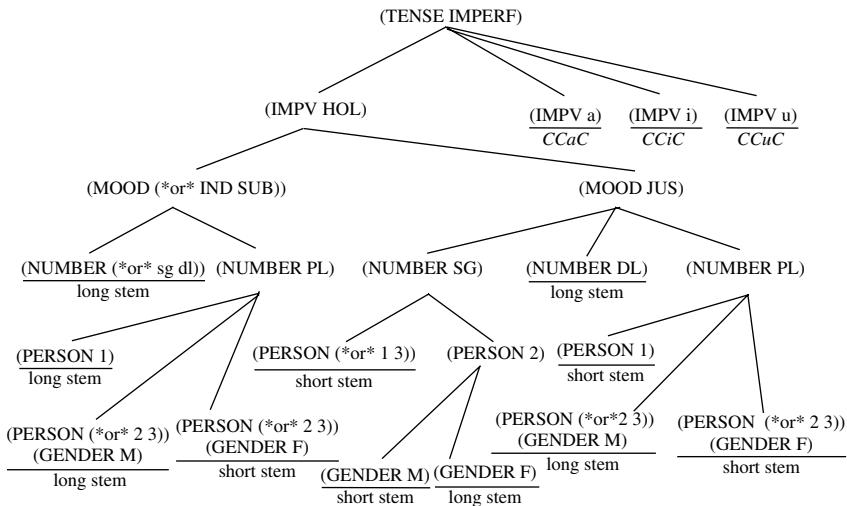 (TENSE IMPERF)
(IMPV HOL)
(IMPV a)
CCaC
(IMPV i)
CCiC
(IMPV u)
CCuC
(MOOD (*or* IND SUB))
(MOOD JUS)
(NUMBER (*or* sg dl))
long stem
(NUMBER PL)
(NUMBER SG)
(NUMBER DL)
long stem
(NUMBER PL)
(PERSON 1)
long stem
(PERSON (*or* 1 3))
short stem
(PERSON 2)
(PERSON 1)
short stem
(PERSON (*or* 2 3))
(GENDER M)
long stem
(PERSON (*or* 2 3))
(GENDER F)
short stem
(GENDER M)
short stem
(GENDER F)
long stem
(PERSON (*or*2 3))
(GENDER M)
long stem
(PERSON (*or* 2 3))
(GENDER F)
short stem